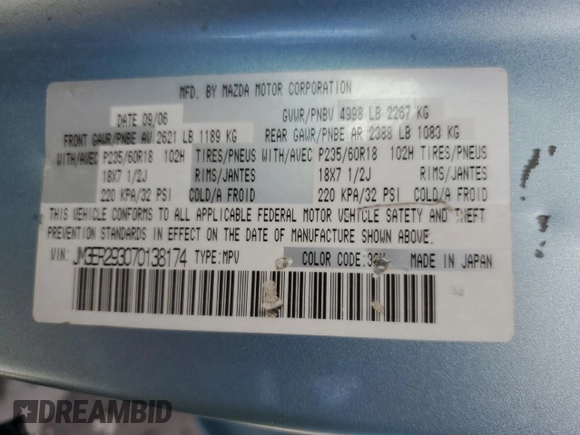 MFD. BY MAZDA MOTOR CORPORATION
DATE 09/06 GVWR/PNBV 4998 LB 2267 KG
FRONT GAWR/PNBE AV 2621 LB 1189 KG REAR GAWR/PNBE AR 2388 LB 1083 KG
WITH/AVEC P235/60R18 102H TIRES/PNEUS WITH/AVEC P235/60R18 102H TIRES/PNEUS
18X7 1/2J RIMS/JANTES 18X7 1/2J RIMS/JANTES
220 KPA/32 PSI COLD/A FROID 220 KPA/32 PSI COLD/A FROID
THIS VEHICLE CONFORMS TO ALL APPLICABLE FEDERAL MOTOR VEHICLE SAFETY AND THEFT
PREVENTION STANDARDS IN EFFECT ON THE DATE OF MANUFACTURE SHOWN ABOVE.
VIN: JM3ER293070138174 TYPE:MPV COLOR CODE: MADE IN JAPAN
DREAMBID